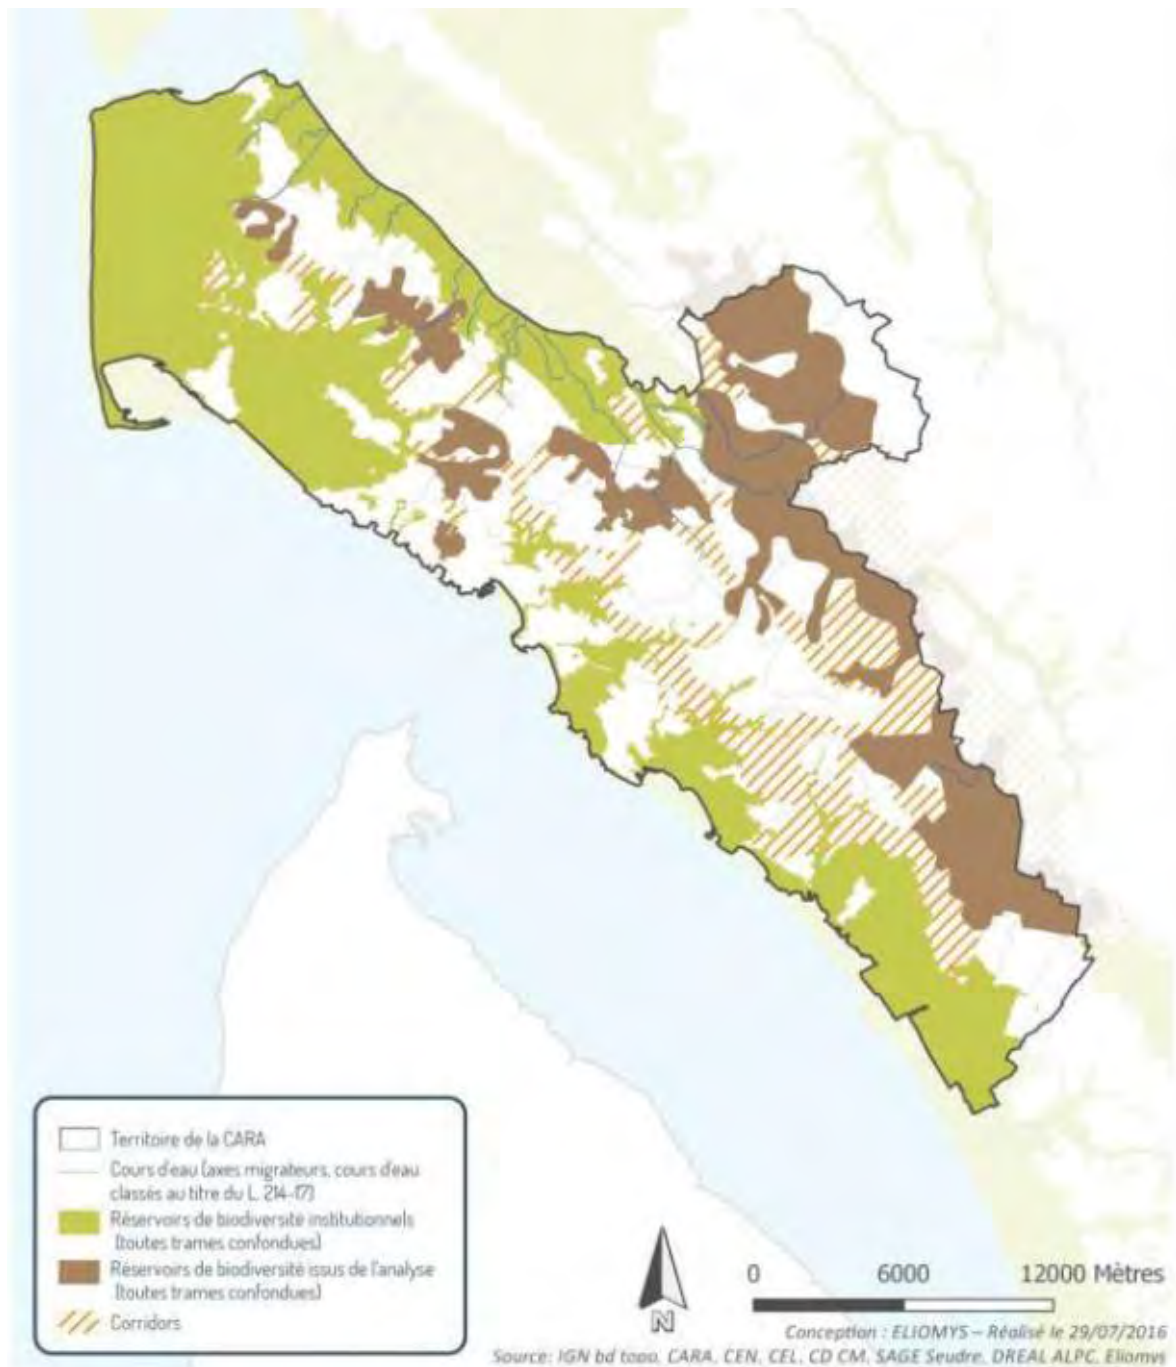 Territoire de la CARA
Cours d'eau (axes migrateurs, cours d'eau
classés au titre du L. 214-17)
Réservoirs de biodiversité institutionnels
(toutes trames confondues)
Réservoirs de biodiversité issus de l'analyse
(toutes trames confondues)
Corridors
N
0 6000 12000 Mètres
Conception : ELIOMYS – Réalisé le 29/07/2016
Source: IGN bd topo, CARA, CEN, CEL, CD CM, SAGE Seudre, DREAL ALPC, Eliomys